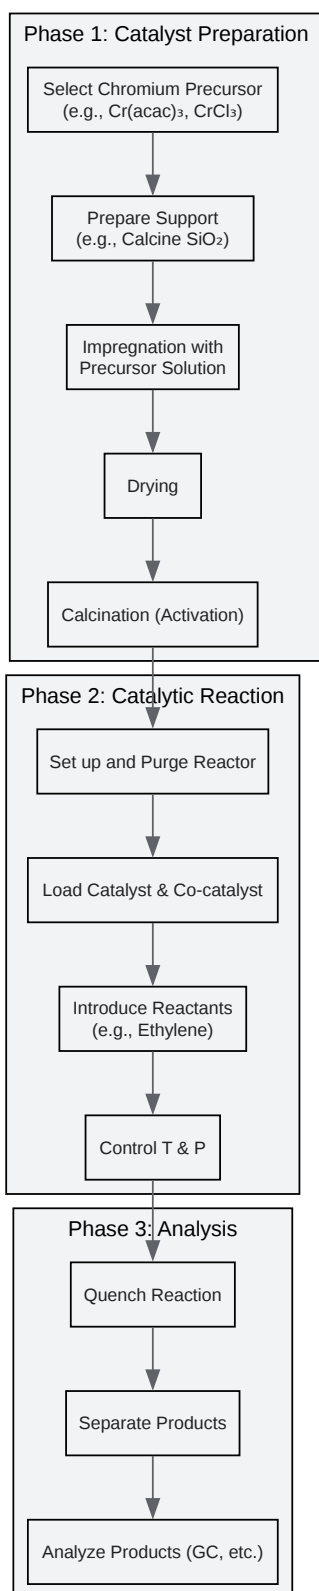 Phase 1: Catalyst Preparation
Select Chromium Precursor
(e.g., Cr(acac)₃, CrCl₃)
Prepare Support
(e.g., Calcine SiO₂)
Impregnation with
Precursor Solution
Drying
Calcination (Activation)
Phase 2: Catalytic Reaction
Set up and Purge Reactor
Load Catalyst & Co-catalyst
Introduce Reactants
(e.g., Ethylene)
Control T & P
Phase 3: Analysis
Quench Reaction
Separate Products
Analyze Products (GC, etc.)